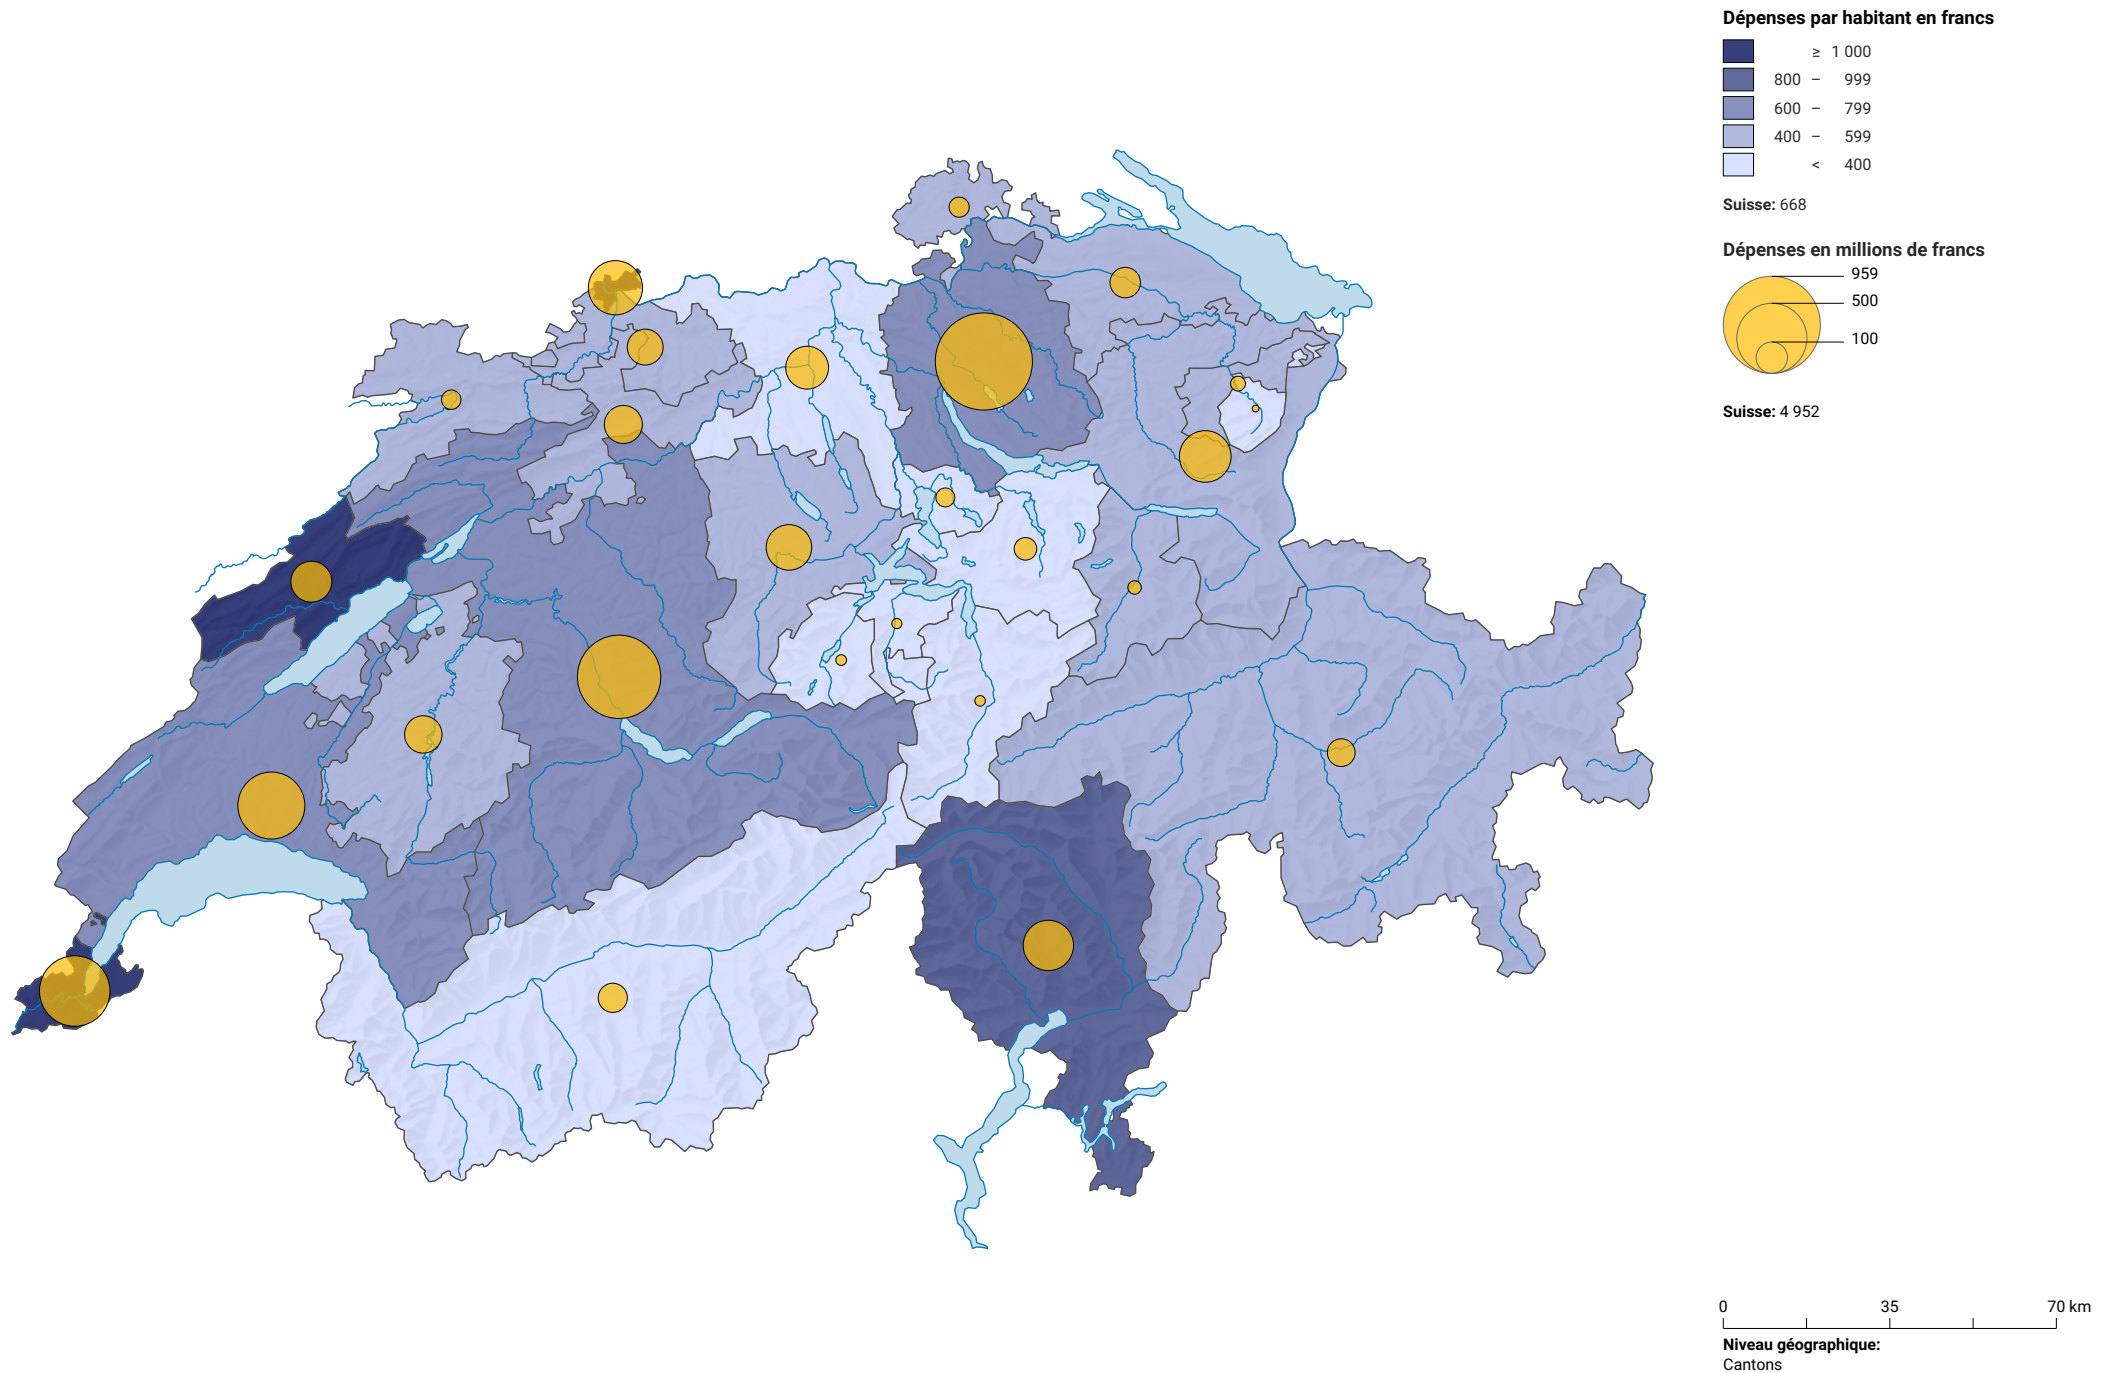 Dépenses par habitant en francs
≥ 1 000
800 – 999
600 – 799
400 – 599
< 400
Suisse: 668
Dépenses en millions de francs
959
500
100
Suisse: 4 952
0 35 70 km
Niveau géographique:
Cantons